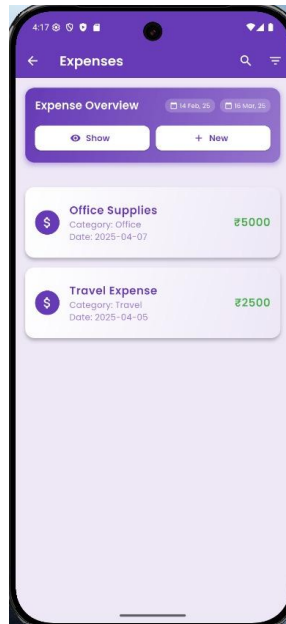 4:17
Expenses
Expense Overview
14 Feb, 25
15 Mar, 25
Show
+ New
$
Office Supplies
Category: Office
Date: 2025-04-07
₹5000
$
Travel Expense
Category: Travel
Date: 2025-04-05
₹2500